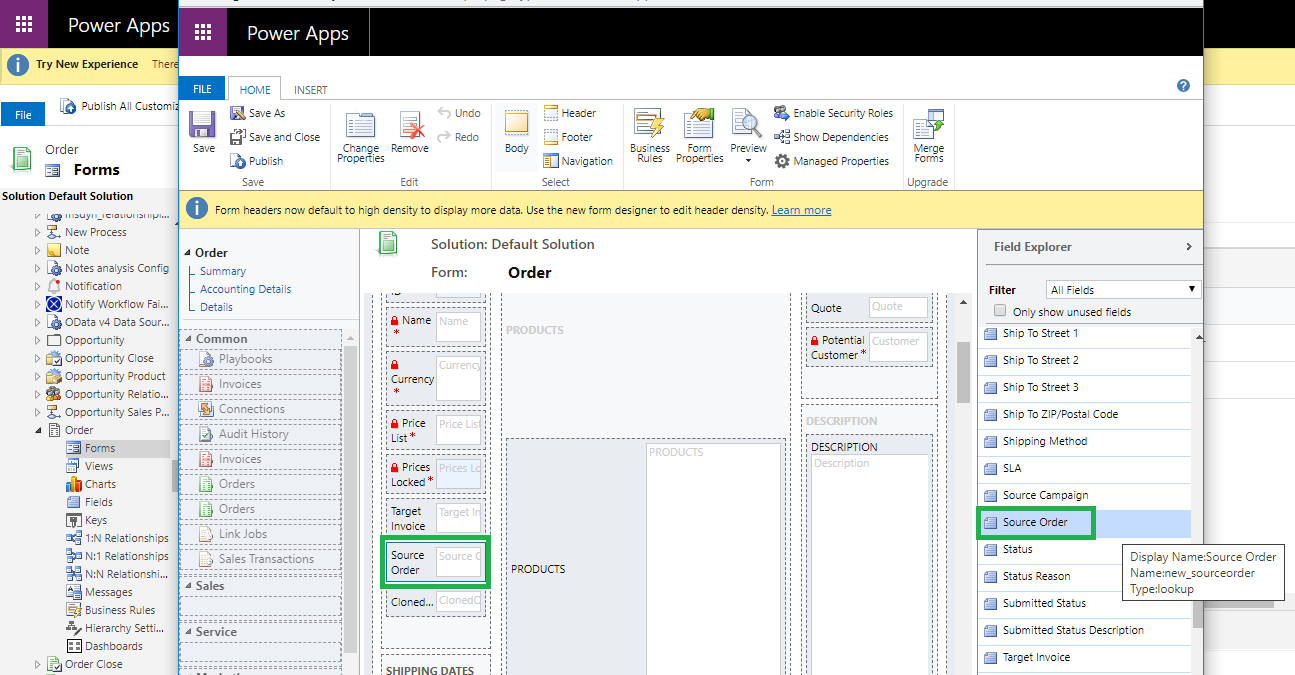 Power Apps
Try New Experience
There
File
Publish All Customiz
Order
Forms
Solution Default Solution
msdyn_relationshipi...
New Process
Note
Notes analysis Config
Notification
Notify Workflow Fai...
OData v4 Data Sour...
Opportunity
Opportunity Close
Opportunity Product
Opportunity Relatio...
Opportunity Sales P...
Order
Forms
Views
Charts
Fields
Keys
1:N Relationships
N:1 Relationships
N:N Relationshi...
Messages
Business Rules
Hierarchy Setti...
Dashboards
Order Close
Power Apps
FILE
HOME
INSERT
Save
Save As
Save and Close
Publish
Save
Change
Properties
Remove
Undo
Redo
Edit
Body
Header
Footer
Navigation
Select
Business
Rules
Form
Properties
Preview
Enable Security Roles
Show Dependencies
Managed Properties
Form
Merge
Forms
Upgrade
Form headers now default to high density to display more data. Use the new form designer to edit header density. Learn more
Order
Summary
Accounting Details
Details
Common
Playbooks
Invoices
Connections
Audit History
Invoices
Orders
Orders
Link Jobs
Sales Transactions
Sales
Service
Solution: Default Solution
Form:
Order
ID
Name
*
Name
Currency
*
Currency
Price
List *
Price List
Prices
Locked *
Prices Lo
Target
Invoice
Target In
Source
Order
Source O
Cloned...
ClonedO
SHIPPING DATES
PRODUCTS
PRODUCTS
PRODUCTS
Quote
Quote
Potential
Customer *
Customer
DESCRIPTION
DESCRIPTION
Description
Field Explorer
Filter
All Fields
Only show unused fields
Ship To Street 1
Ship To Street 2
Ship To Street 3
Ship To ZIP/Postal Code
Shipping Method
SLA
Source Campaign
Source Order
Status
Status Reason
Submitted Status
Submitted Status Description
Target Invoice
Display Name:Source Order
Name:new_sourceorder
Type:lookup